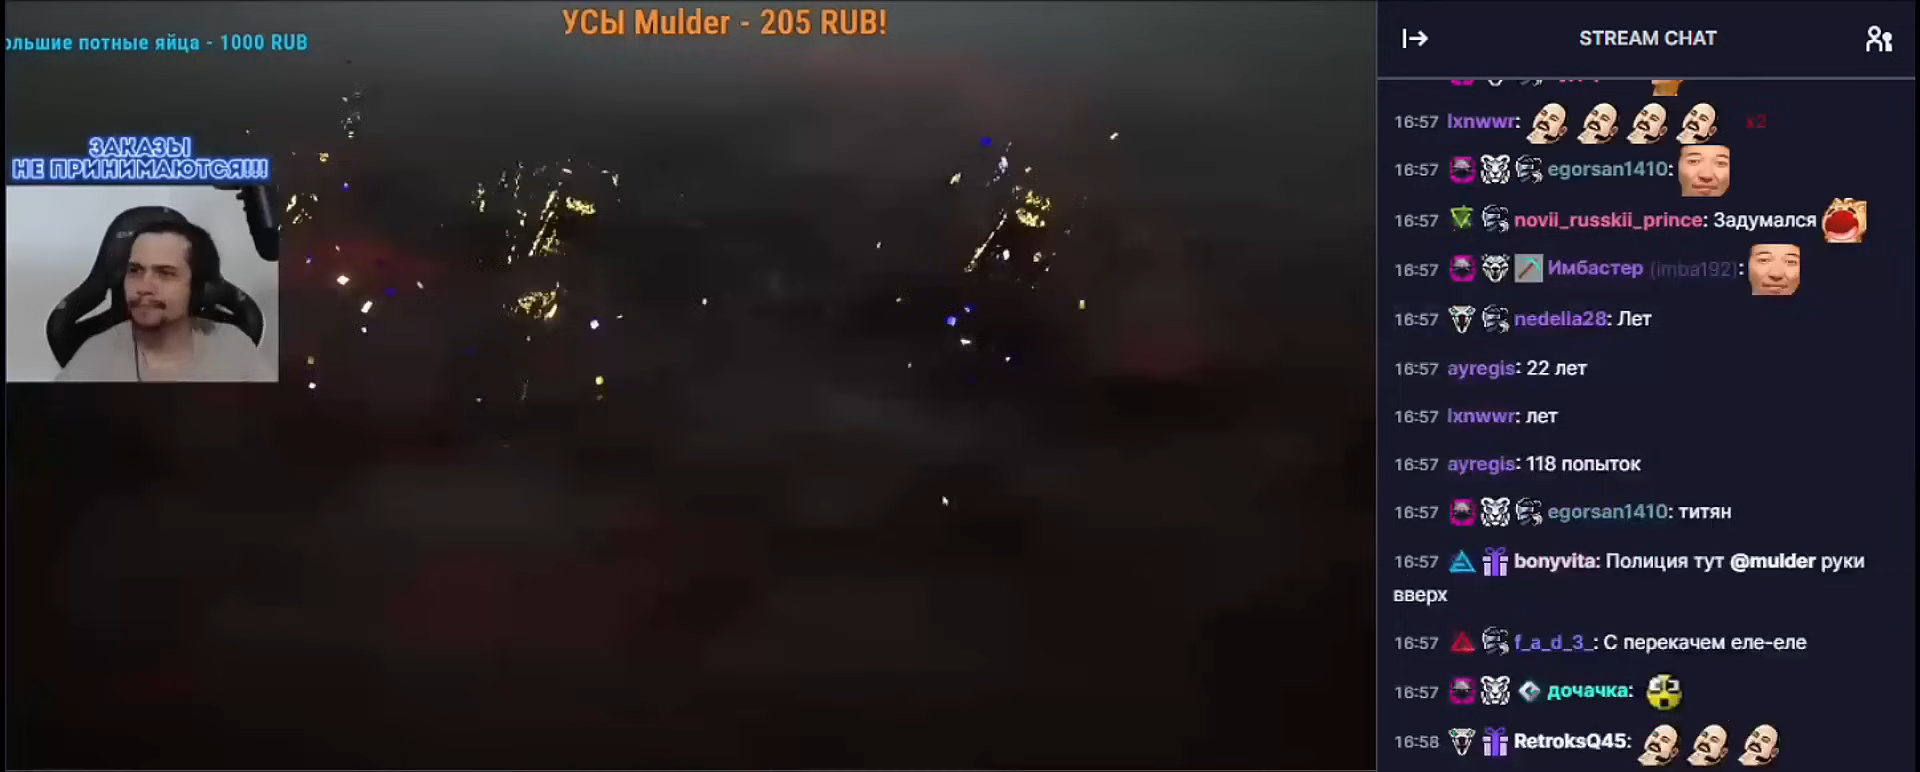 УСЫ Mulder - 205 RUB!
ольшие потные яйца - 1000 RUB
ЗАКАЗЫ
НЕ ПРИНИМАЮТСЯ!!!
STREAM CHAT
16:57 lxnwwr: x2
16:57 egorsan1410:
16:57 novii_russkii_prince: Задумался
16:57 Имбастер (imba192):
16:57 nedelia28: Лет
16:57 ayregis: 22 лет
16:57 lxnwwr: лет
16:57 ayregis: 118 попыток
16:57 egorsan1410: титян
16:57 bonyvita: Полиция тут @mulder руки
вверх
16:57 f_a_d_3_: С перекачем еле-еле
16:57 дочачка:
16:58 RetroksQ45: